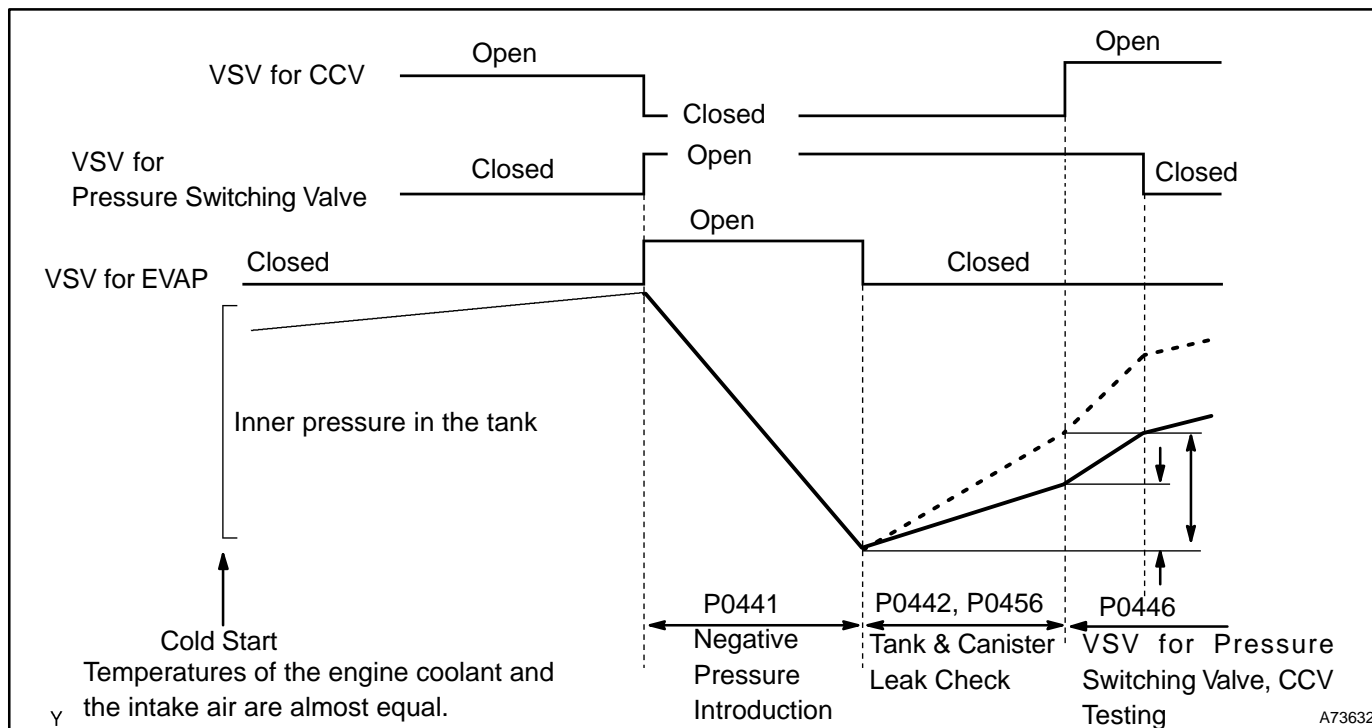 Open
Open
VSV for CCV
Closed
VSV for
Pressure Switching Valve
Closed
Open
Closed
Open
VSV for EVAP
Closed
Closed
Inner pressure in the tank
P0441
Negative
Pressure
Introduction
P0442, P0456
Tank & Canister
Leak Check
P0446
VSV for Pressure
Switching Valve, CCV
Testing
Cold Start
Temperatures of the engine coolant and
the intake air are almost equal.
Y
A73632